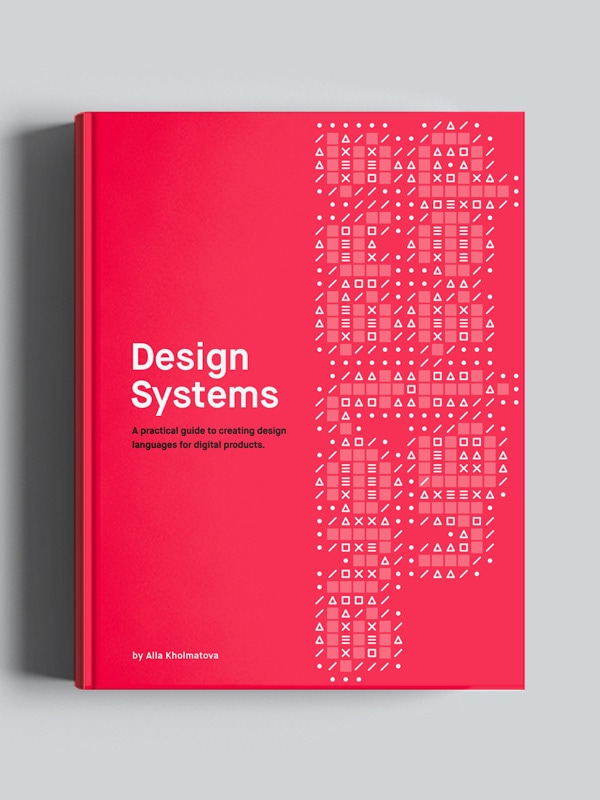 Design
Systems
A practical guide to creating design
languages for digital products.
by Alla Kholmatova